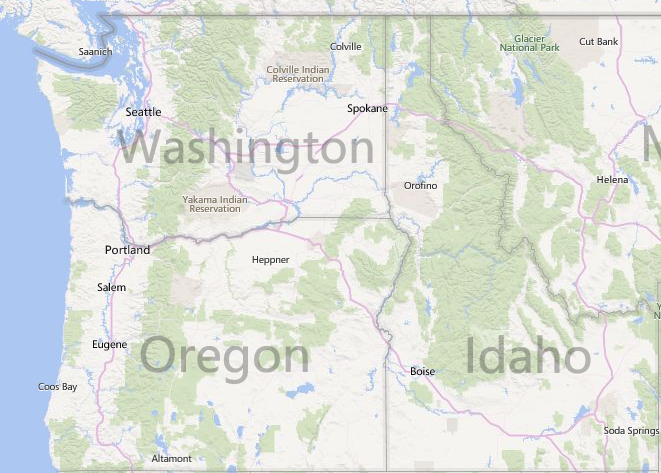 Saanich
Colville
Glacier
National Park
Cut Bank
Colville Indian
Reservation
Seattle
Spokane
Washington
M
Orofino
Helena
Yakama Indian
Reservation
Portland
Heppner
Salem
Y
N
Eugene
Oregon
Idaho
Boise
Coos Bay
Soda Springs
Altamont